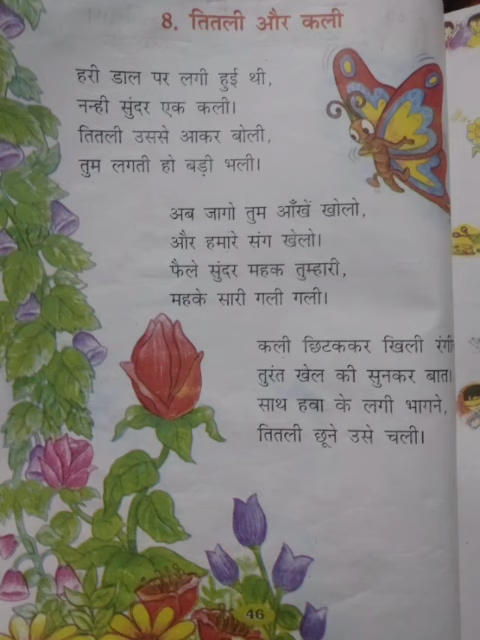 8. तितली और कली
हरी डाल पर लगी हुई थी,
नन्ही सुंदर एक कली।
तितली उससे आकर बोली,
तुम लगती हो बड़ी भली।
अब जागो तुम आँखें खोलो,
और हमारे संग खेलो।
फैले सुंदर महक तुम्हारी,
महके सारी गली गली।
कली छिटककर खिली
तुरंत खेल की सुनकर बात।
साथ हवा के लगी भागने,
तितली छूने उसे चली।
46